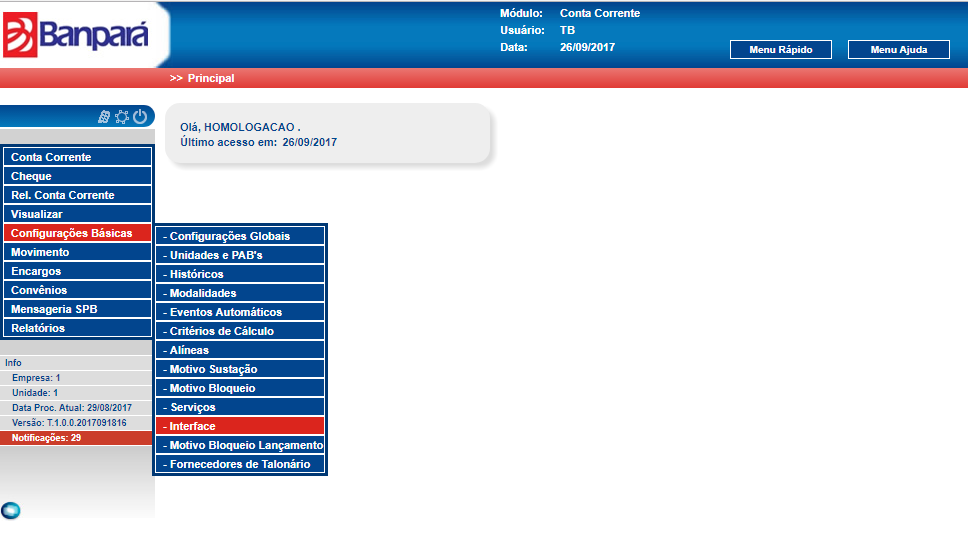 Banpará
Módulo: Conta Corrente
Usuário: TB
Data: 26/09/2017
Menu Rápido
Menu Ajuda
>> Principal
Olá, HOMOLOGACAO .
Último acesso em: 26/09/2017
Conta Corrente
Cheque
Rel. Conta Corrente
Visualizar
Configurações Básicas
Movimento
Encargos
Convênios
Mensageria SPB
Relatórios
- Configurações Globais
- Unidades e PAB's
- Históricos
- Modalidades
- Eventos Automáticos
- Critérios de Cálculo
- Alíneas
- Motivo Sustação
- Motivo Bloqueio
- Serviços
- Interface
- Motivo Bloqueio Lançamento
- Fornecedores de Talonário
Info
Empresa: 1
Unidade: 1
Data Proc. Atual: 29/08/2017
Versão: T.1.0.0.2017091816
Notificações: 29